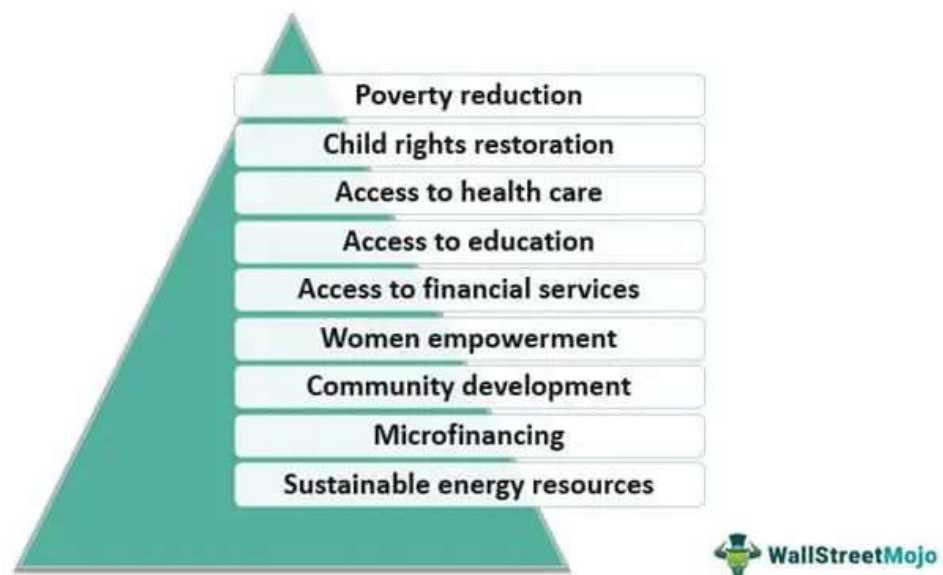 Poverty reduction
Child rights restoration
Access to health care
Access to education
Access to financial services
Women empowerment
Community development
Microfinancing
Sustainable energy resources
WallStreetMojo